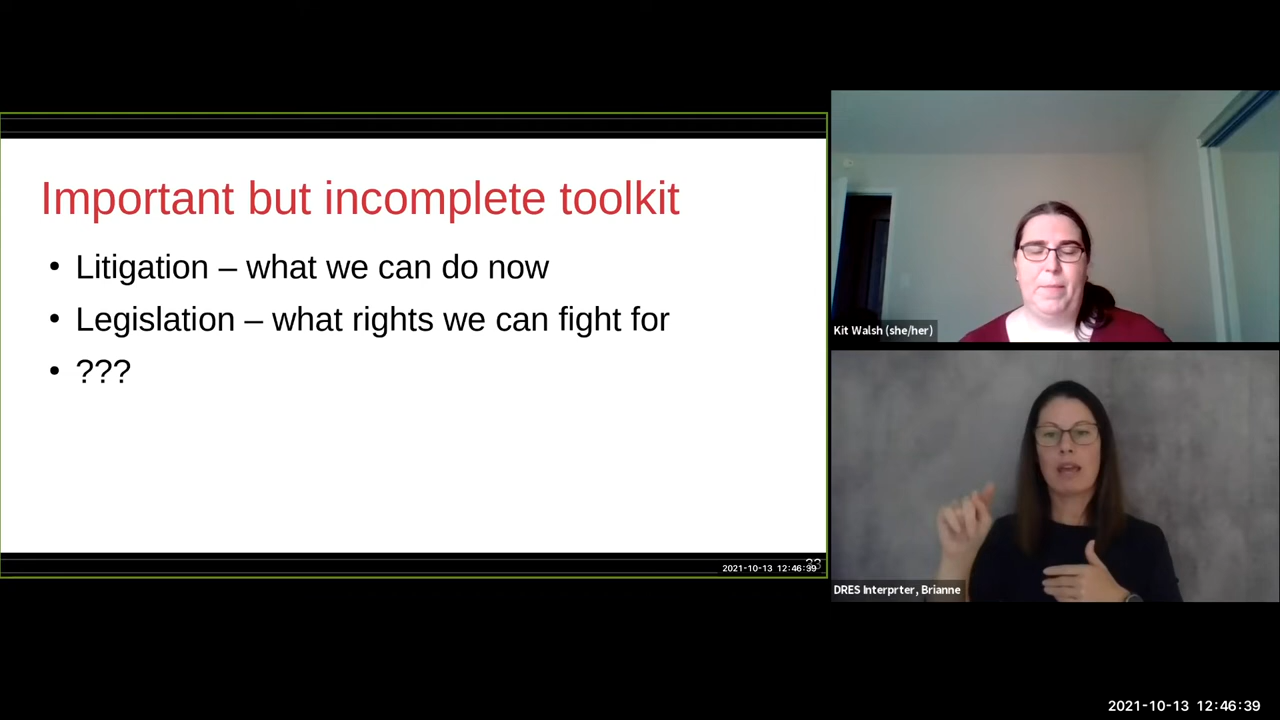 Important but incomplete toolkit
• Litigation – what we can do now
• Legislation – what rights we can fight for
• ???
2021-10-13 12:46:39
Kit Walsh (she/her)
DRES Interprter, Brianne
2021-10-13 12:46:39